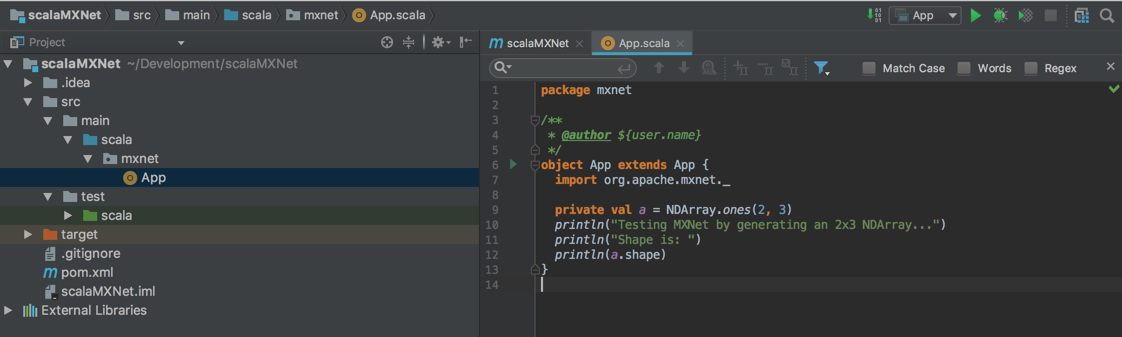 scalaMXNet src main scala mxnet App.scala App
Project
scalaMXNet ~/Development/scalaMXNet
.idea
src
main
scala
mxnet
App
test
scala
target
.gitignore
pom.xml
scalaMXNet.iml
External Libraries
scalaMXNet App.scala
Match Case Words Regex
1 package mxnet
2
3 /**
4 * @author ${user.name}
5 */
6 object App extends App {
7 import org.apache.mxnet._
8
9 private val a = NDArray.ones(2, 3)
10 println("Testing MXNet by generating an 2x3 NDArray...")
11 println("Shape is: ")
12 println(a.shape)
13 }
14